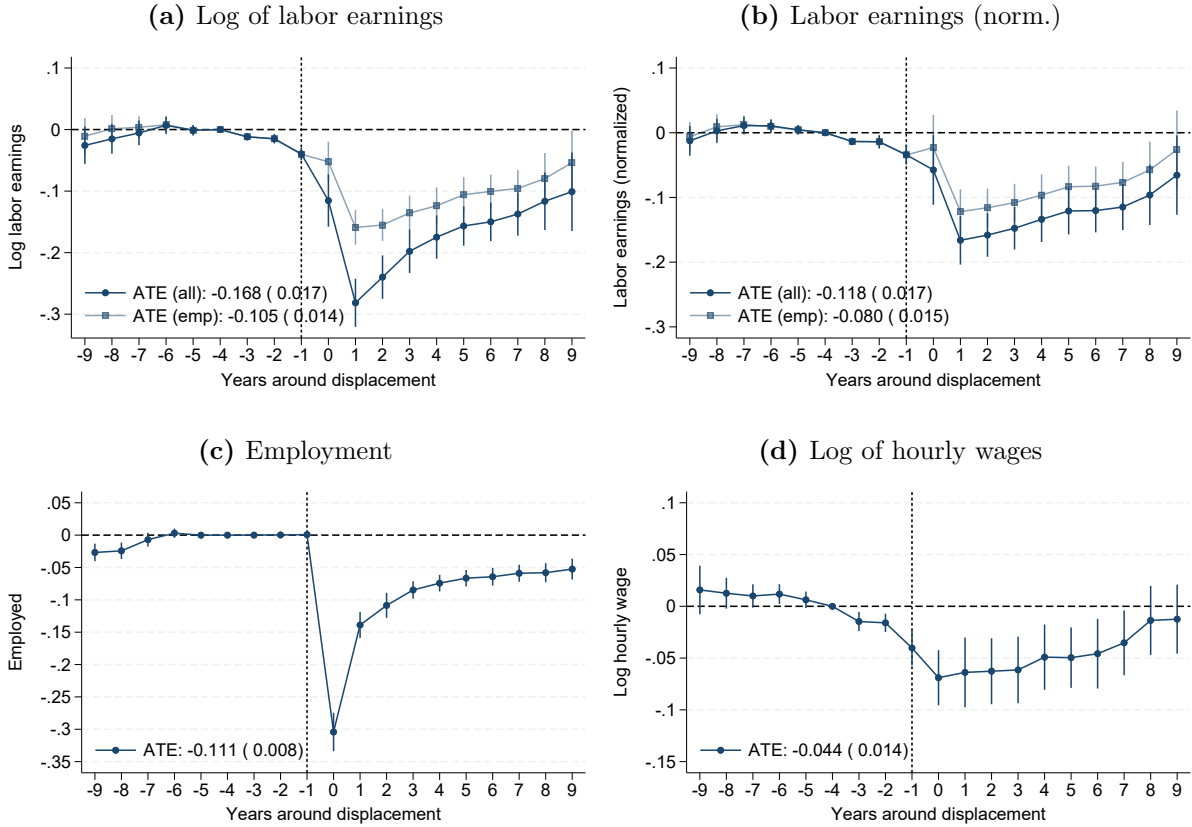 (a) Log of labor earnings
Log labor earnings
.1
0
-.1
-.2
-.3
ATE (all): -0.168 ( 0.017)
ATE (emp): -0.105 ( 0.014)
-9 -8 -7 -6 -5 -4 -3 -2 -1 0 1 2 3 4 5 6 7 8 9
Years around displacement
(b) Labor earnings (norm.)
Labor earnings (normalized)
.1
0
-.1
-.2
-.3
ATE (all): -0.118 ( 0.017)
ATE (emp): -0.080 ( 0.015)
-9 -8 -7 -6 -5 -4 -3 -2 -1 0 1 2 3 4 5 6 7 8 9
Years around displacement
(c) Employment
Employed
.05
0
-.05
-.1
-.15
-.2
-.25
-.3
-.35
ATE: -0.111 ( 0.008)
-9 -8 -7 -6 -5 -4 -3 -2 -1 0 1 2 3 4 5 6 7 8 9
Years around displacement
(d) Log of hourly wages
Log hourly wage
.1
.05
0
-.05
-.1
-.15
ATE: -0.044 ( 0.014)
-9 -8 -7 -6 -5 -4 -3 -2 -1 0 1 2 3 4 5 6 7 8 9
Years around displacement